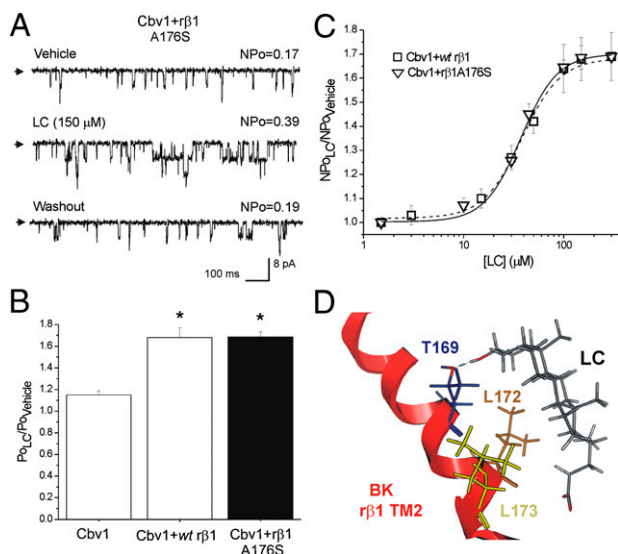 A
Cbv1+rβ1
A176S
Vehicle
NPo=0.17
LC (150 μM)
NPo=0.39
Washout
NPo=0.19
100 ms
8 pA
B
Po_LC/Po_Vehicle
1.8
1.6
1.4
1.2
1.0
0.8
0.6
0.4
0.2
0.0
*
*
Cbv1
Cbv1+wt rβ1
Cbv1+rβ1
A176S
C
NPo_LC/NPo_Vehicle
1.8
1.7
1.6
1.5
1.4
1.3
1.2
1.1
1.0
Cbv1+wt rβ1
Cbv1+rβ1A176S
1
10
100
[LC] (μM)
D
T169
LC
L172
BK
rβ1 TM2
L173